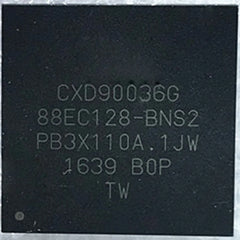 CXD90036G
88EC128-BNS2
PB3X110A.1JW
1639 B0P
TW